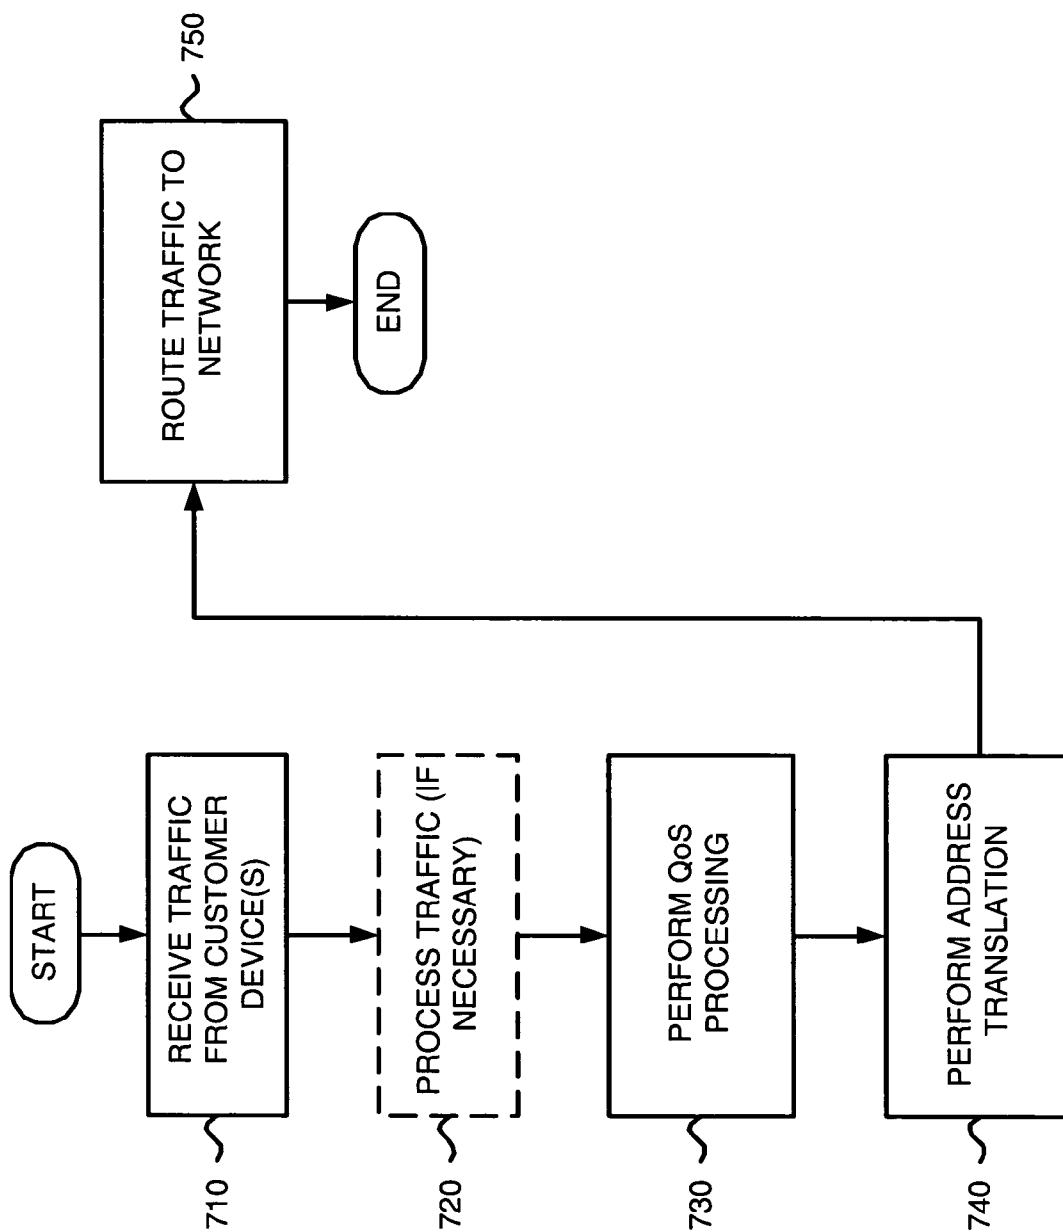 START
RECEIVE TRAFFIC
FROM CUSTOMER
DEVICE(S)
710
PROCESS TRAFFIC (IF
NECESSARY)
720
PERFORM QoS
PROCESSING
730
PERFORM ADDRESS
TRANSLATION
740
ROUTE TRAFFIC TO
NETWORK
750
END